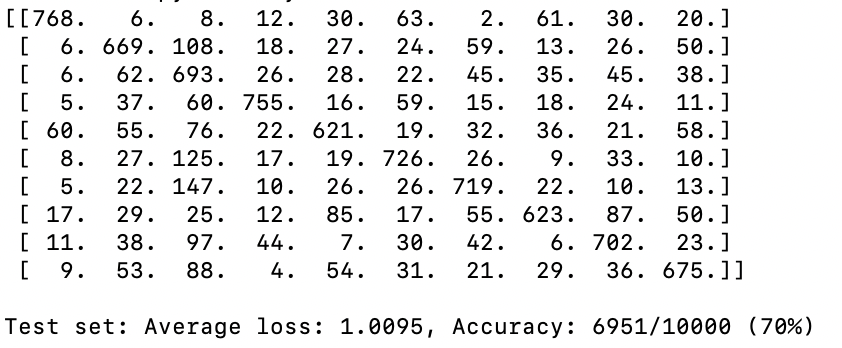 [[768. 6. 8. 12. 30. 63. 2. 61. 30. 20.]
[ 6. 669. 108. 18. 27. 24. 59. 13. 26. 50.]
[ 6. 62. 693. 26. 28. 22. 45. 35. 45. 38.]
[ 5. 37. 60. 755. 16. 59. 15. 18. 24. 11.]
[ 60. 55. 76. 22. 621. 19. 32. 36. 21. 58.]
[ 8. 27. 125. 17. 19. 726. 26. 9. 33. 10.]
[ 5. 22. 147. 10. 26. 26. 719. 22. 10. 13.]
[ 17. 29. 25. 12. 85. 17. 55. 623. 87. 50.]
[ 11. 38. 97. 44. 7. 30. 42. 6. 702. 23.]
[ 9. 53. 88. 4. 54. 31. 21. 29. 36. 675.]]
Test set: Average loss: 1.0095, Accuracy: 6951/10000 (70%)